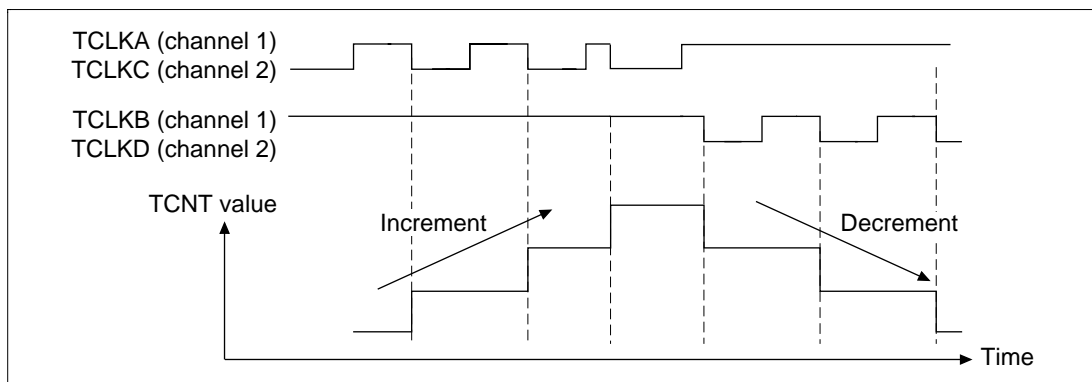 TCLKA (channel 1)
TCLKC (channel 2)
TCLKB (channel 1)
TCLKD (channel 2)
TCNT value
Increment
Decrement
Time